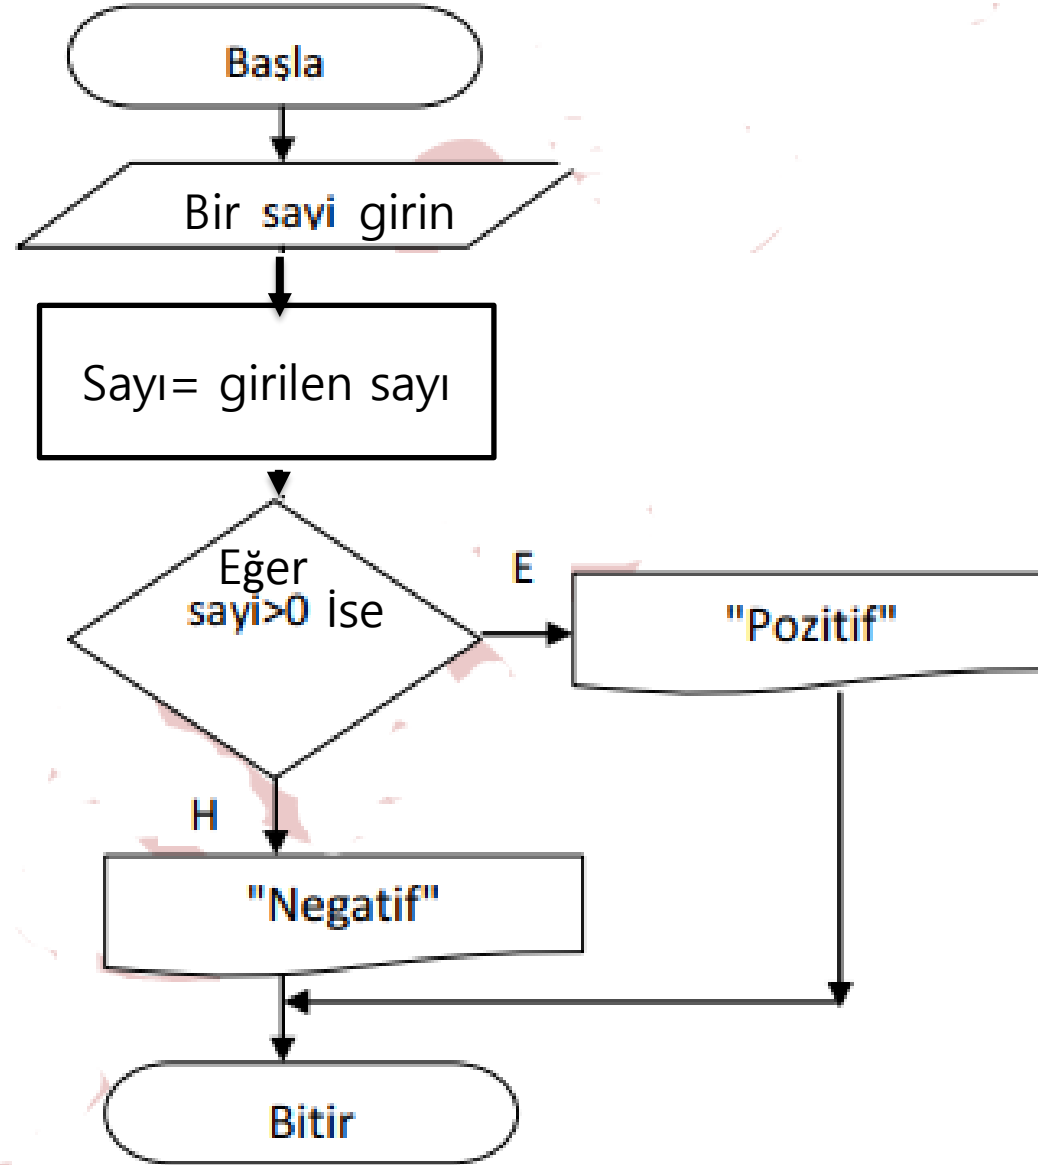 Başla
Bir sayi girin
Sayı= girilen sayı
Eğer
sayi>0 İse
E
"Pozitif"
H
"Negatif"
Bitir